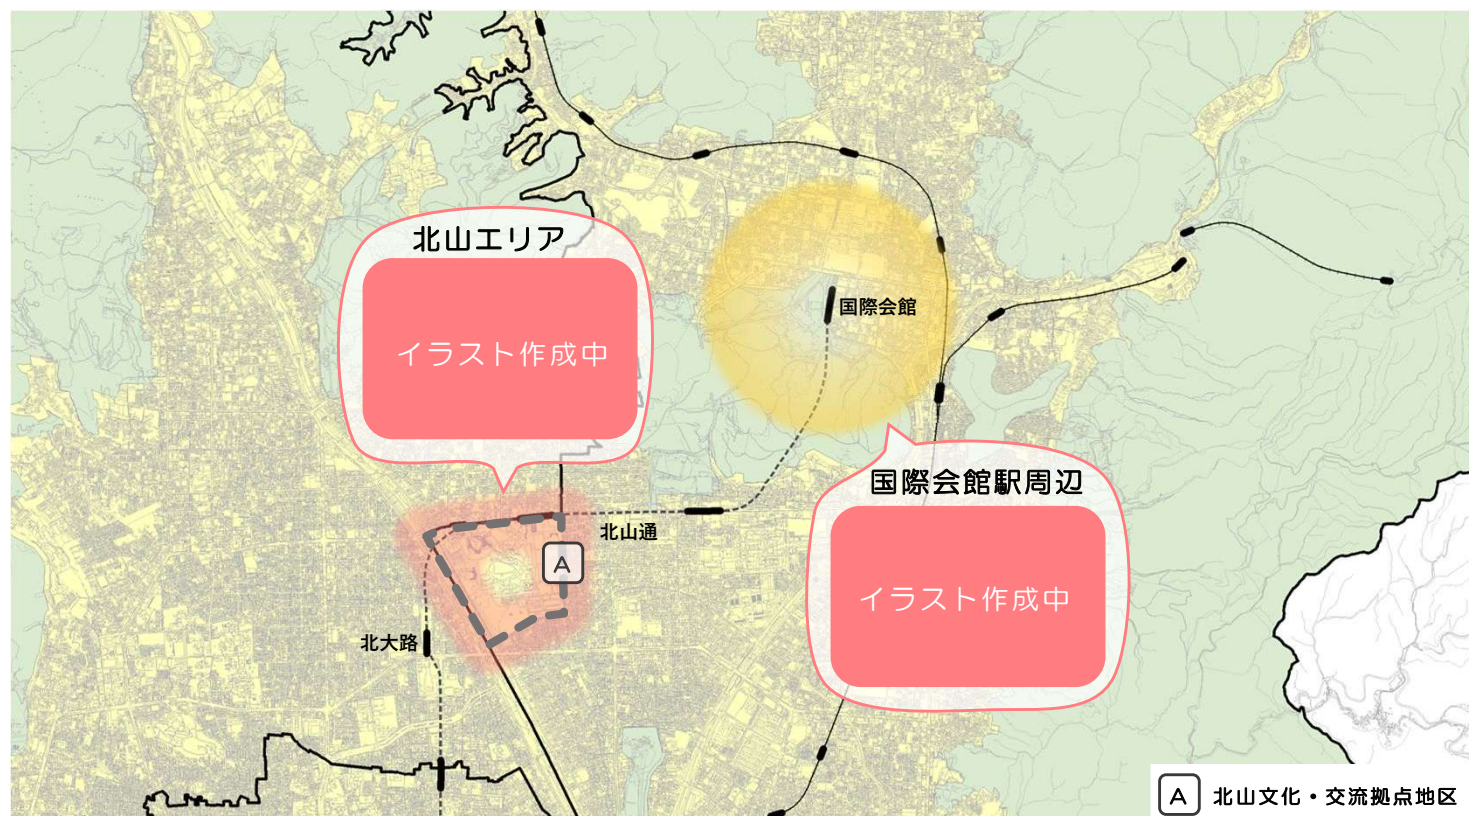 北山エリア
イラスト作成中
国際会館
国際会館駅周辺
イラスト作成中
北山通
A
北大路
A 北山文化・交流拠点地区